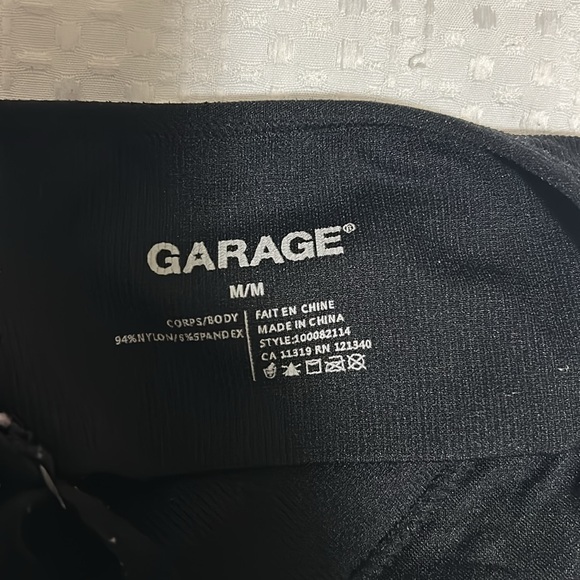 GARAGE®
M/M
CORPS/BODY
94%NYLON/6%SPANDEX
FAIT EN CHINE
MADE IN CHINA
STYLE:100082114
CA 11319 RN 121340